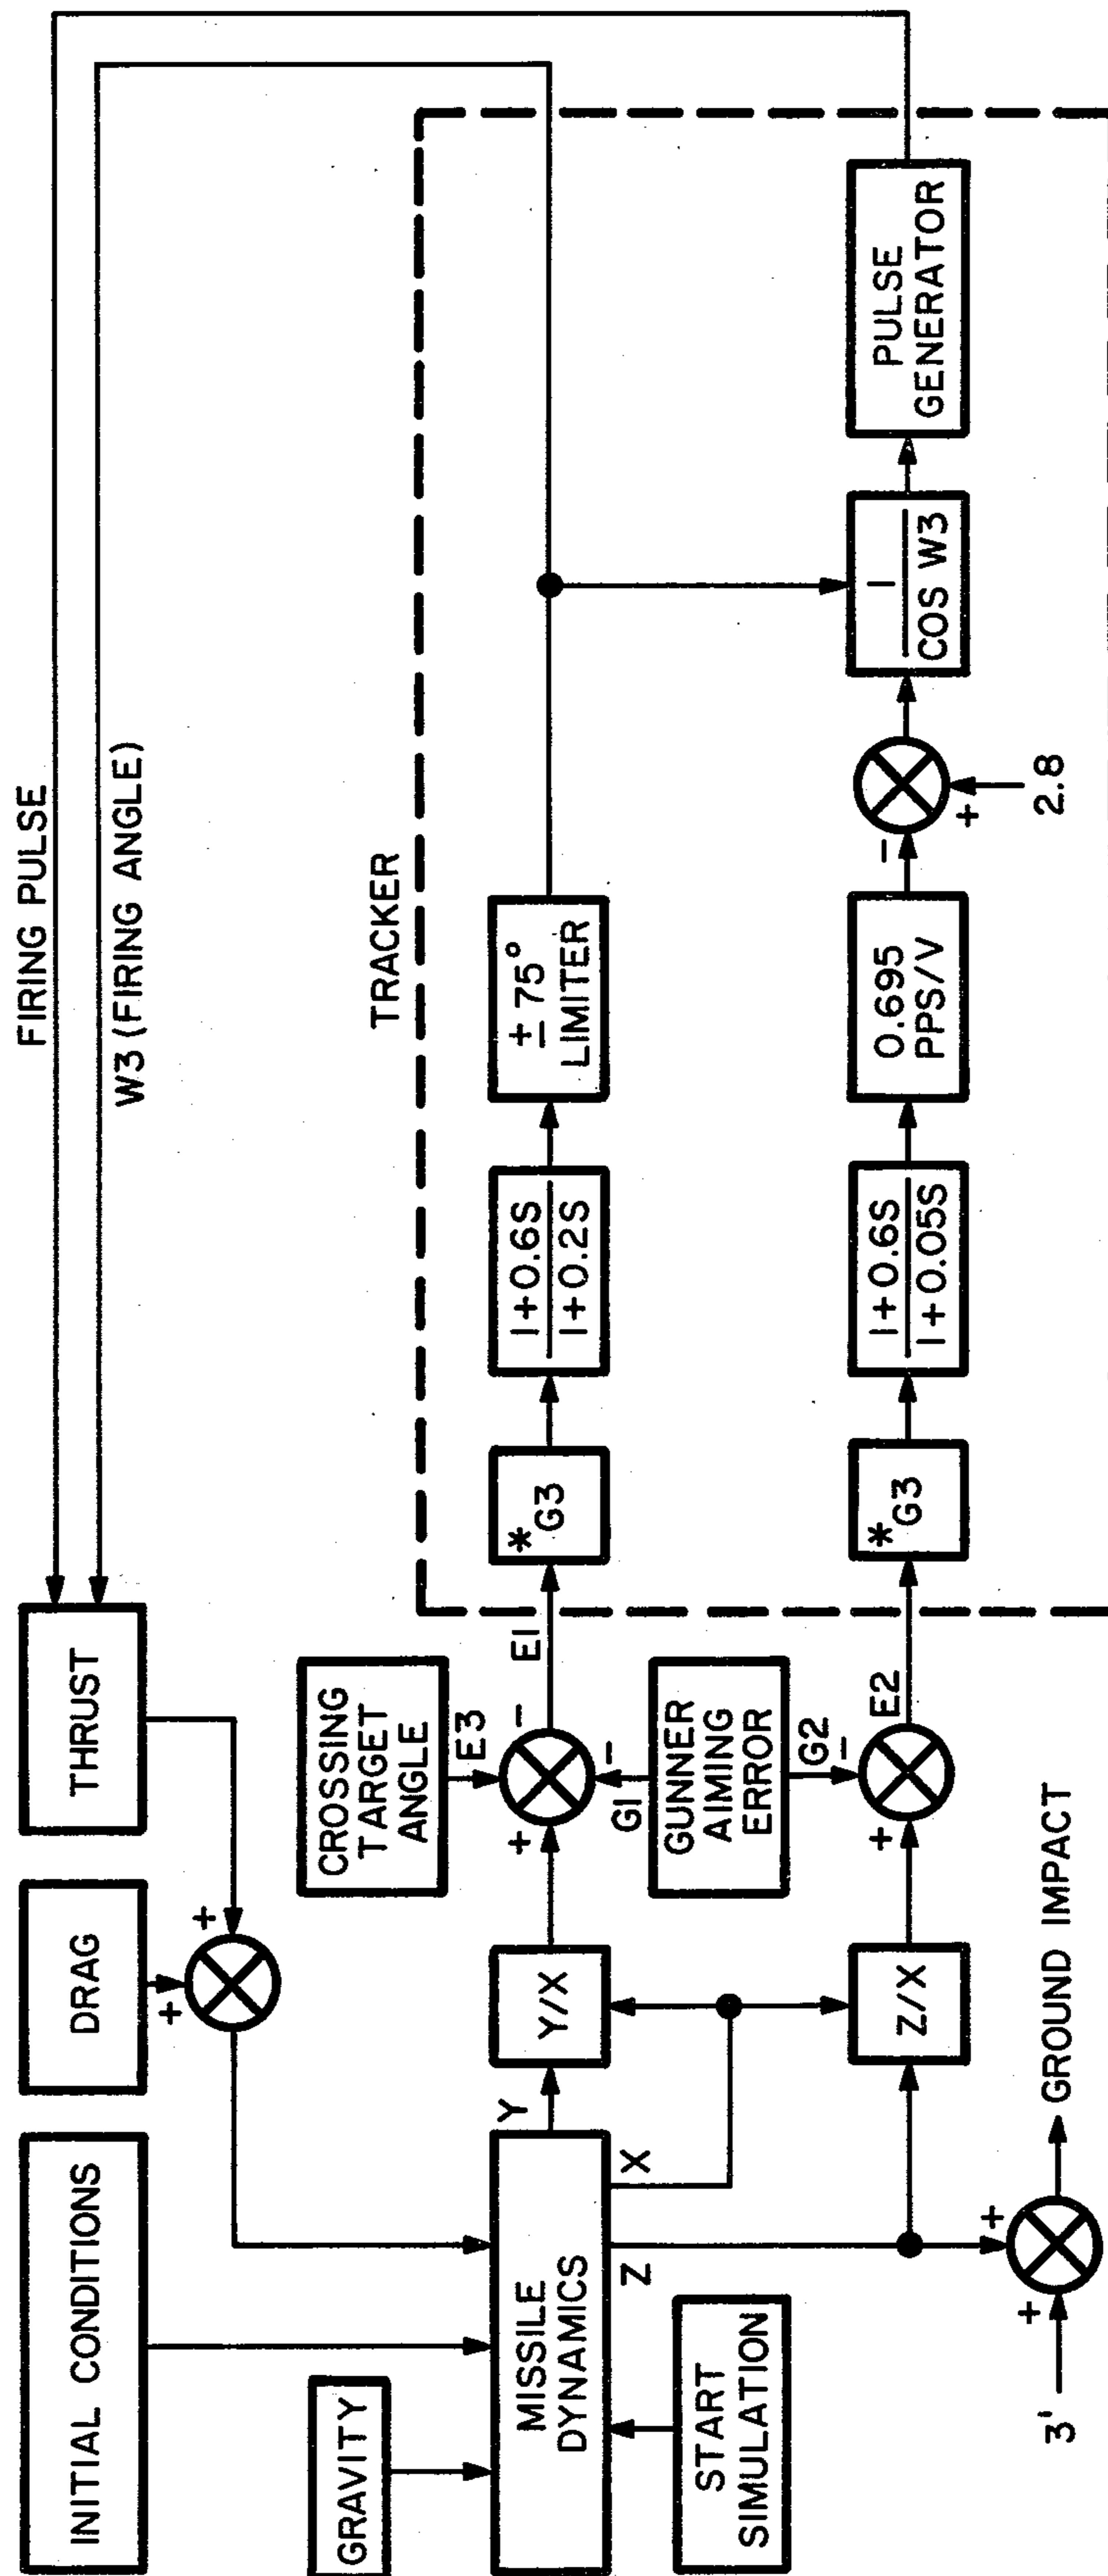 FIRING PULSE
W3 (FIRING ANGLE)
INITIAL CONDITIONS
DRAG
THRUST
+
+
GRAVITY
CROSSING
TARGET
ANGLE
E3
TRACKER
MISSILE
DYNAMICS
Y
X
Z
Y/X
+
-
-
E1
*G3
1+0.6S
1+0.2S
± 75°
LIMITER
START
SIMULATION
G1
GUNNER
AIMING
ERROR
G2
-
Z/X
+
E2
*G3
1+0.6S
1+0.05S
0.695
PPS/V
-
+
2.8
1
COS W3
PULSE
GENERATOR
3'
+
+
GROUND IMPACT